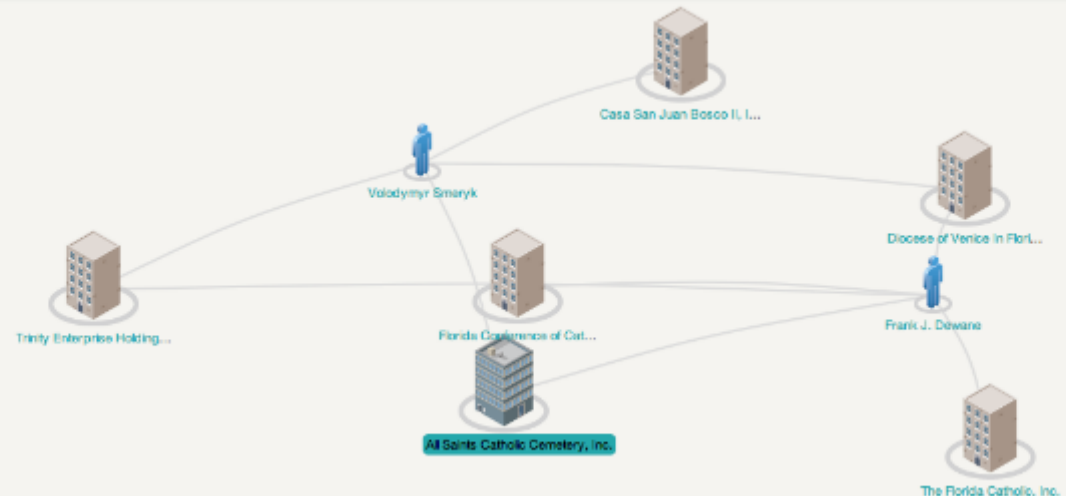 Casa San Juan Bosco II, I...
Volodymyr Smeryk
Diocese of Venice In Flori...
Trinity Enterprise Holding...
Florida Conference of Cat...
Frank J. Dewane
All Saints Catholic Cemetery, Inc.
The Florida Catholic, Inc.